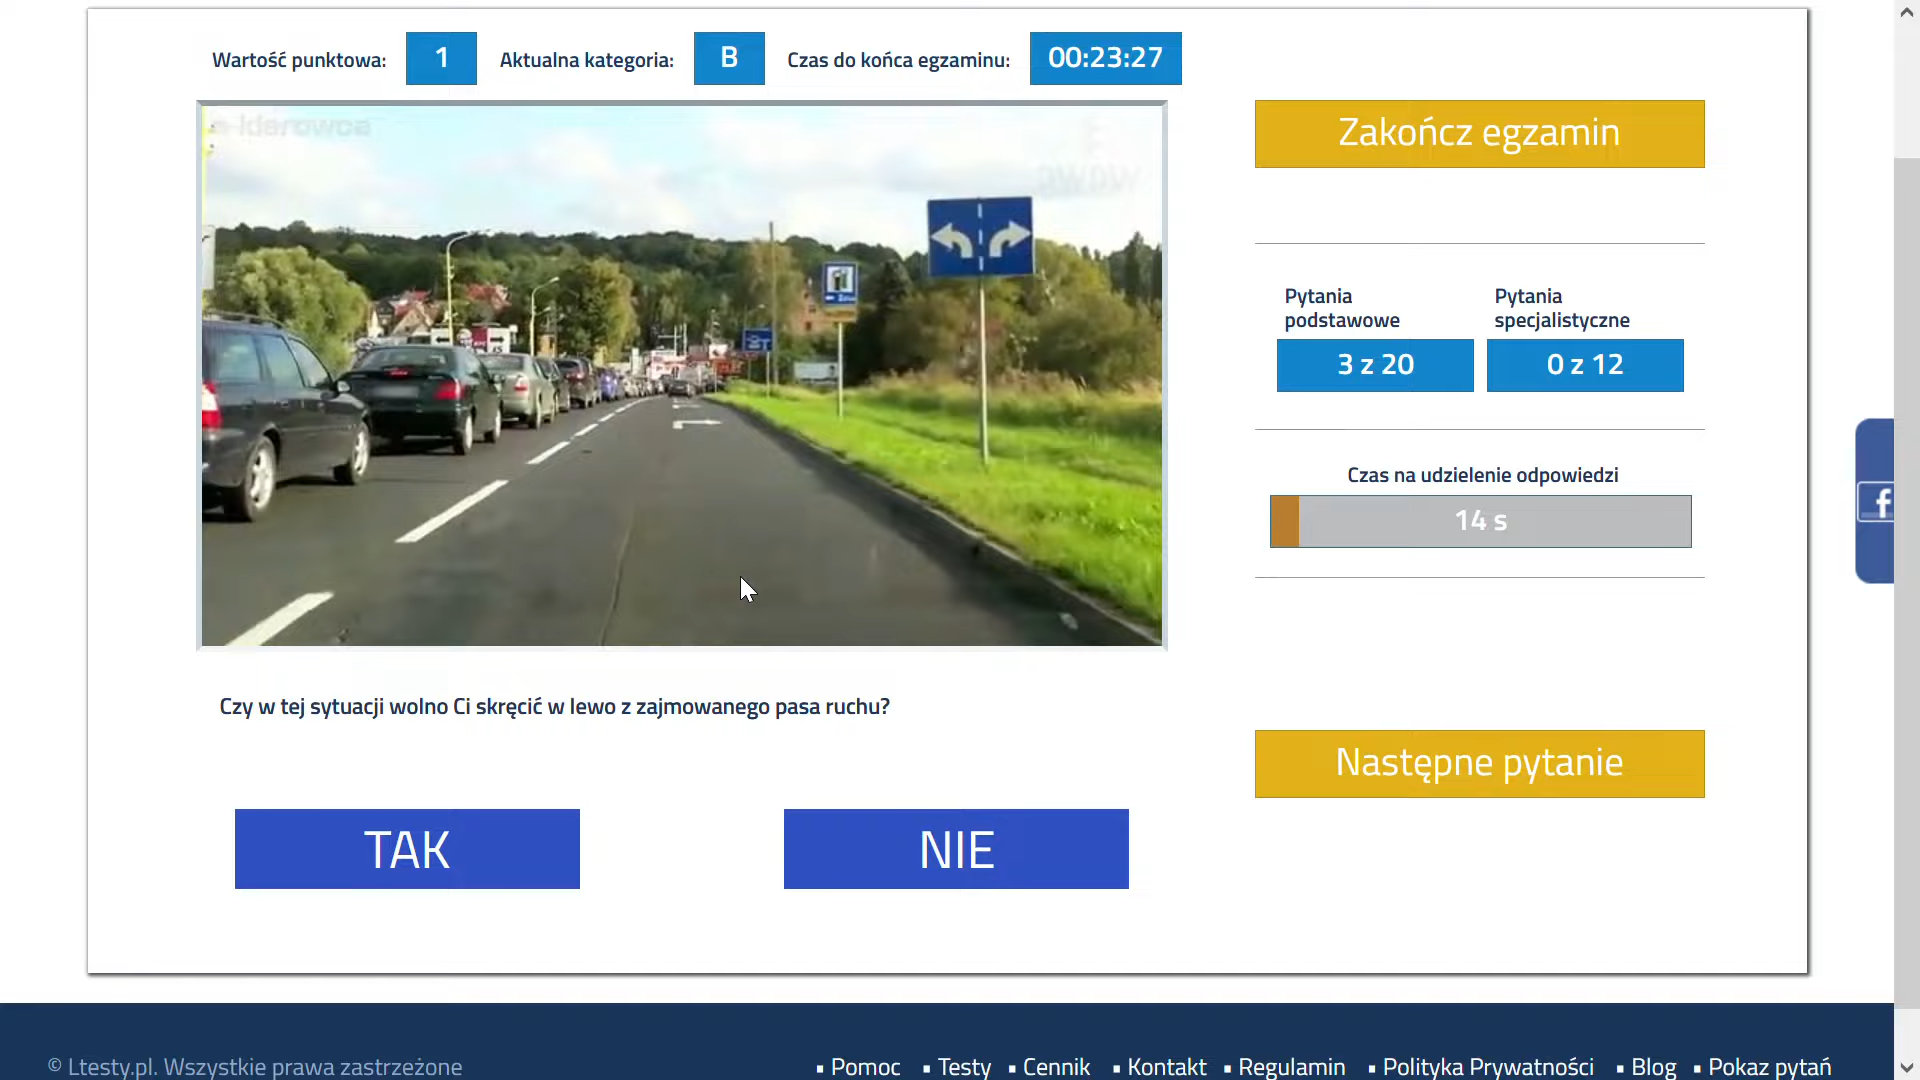 Wartość punktowa: 1 Aktualna kategoria: B Czas do końca egzaminu: 00:23:27
Zakończ egzamin
Pytania podstawowe
3 z 20
Pytania specjalistyczne
0 z 12
Czas na udzielenie odpowiedzi
14 s
Czy w tej sytuacji wolno Ci skręcić w lewo z zajmowanego pasa ruchu?
Następne pytanie
TAK
NIE
© Ltesty.pl. Wszystkie prawa zastrzeżone
▪ Pomoc ▪ Testy ▪ Cennik ▪ Kontakt ▪ Regulamin ▪ Polityka Prywatności ▪ Blog ▪ Pokaz pytań